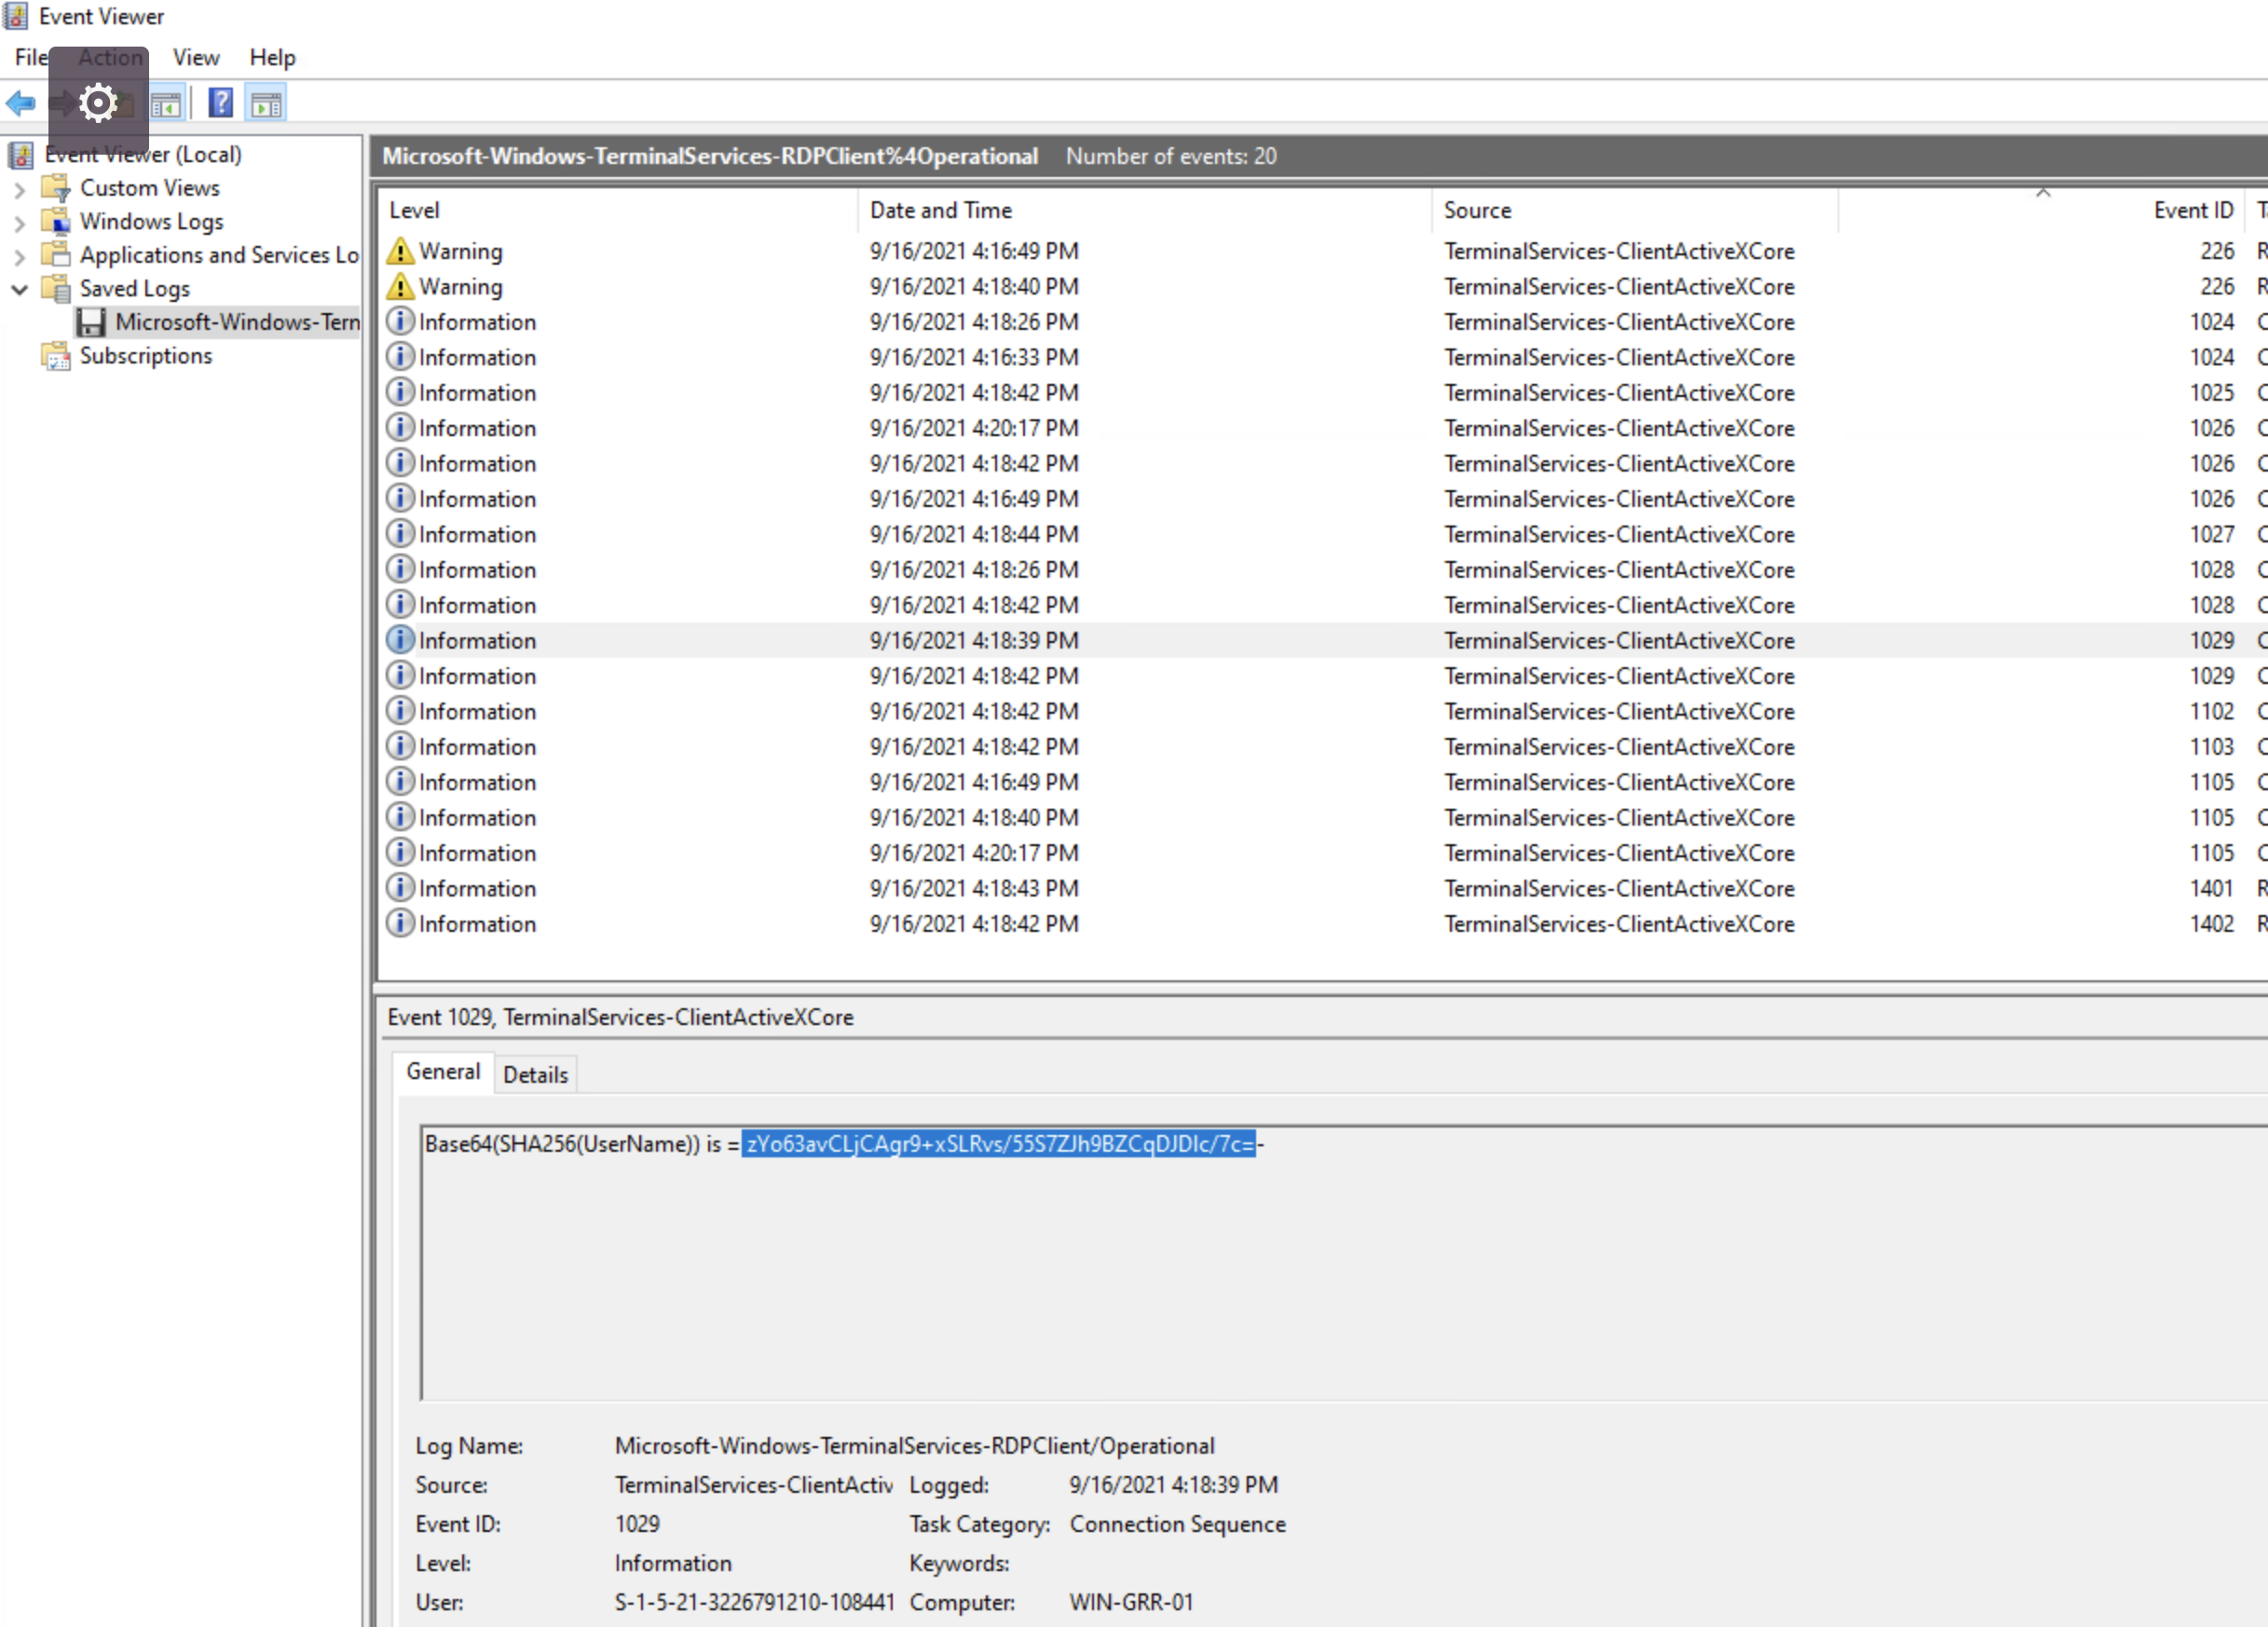 Event Viewer
File Action View Help
Event Viewer (Local)
Custom Views
Windows Logs
Applications and Services Lo
Saved Logs
Microsoft-Windows-Tern
Subscriptions
Microsoft-Windows-TerminalServices-RDPClient%4Operational Number of events: 20
Level Date and Time Source Event ID T
Warning 9/16/2021 4:16:49 PM TerminalServices-ClientActiveXCore 226 R
Warning 9/16/2021 4:18:40 PM TerminalServices-ClientActiveXCore 226 R
Information 9/16/2021 4:18:26 PM TerminalServices-ClientActiveXCore 1024 C
Information 9/16/2021 4:16:33 PM TerminalServices-ClientActiveXCore 1024 C
Information 9/16/2021 4:18:42 PM TerminalServices-ClientActiveXCore 1025 C
Information 9/16/2021 4:20:17 PM TerminalServices-ClientActiveXCore 1026 C
Information 9/16/2021 4:18:42 PM TerminalServices-ClientActiveXCore 1026 C
Information 9/16/2021 4:16:49 PM TerminalServices-ClientActiveXCore 1026 C
Information 9/16/2021 4:18:44 PM TerminalServices-ClientActiveXCore 1027 C
Information 9/16/2021 4:18:26 PM TerminalServices-ClientActiveXCore 1028 C
Information 9/16/2021 4:18:42 PM TerminalServices-ClientActiveXCore 1028 C
Information 9/16/2021 4:18:39 PM TerminalServices-ClientActiveXCore 1029 C
Information 9/16/2021 4:18:42 PM TerminalServices-ClientActiveXCore 1029 C
Information 9/16/2021 4:18:42 PM TerminalServices-ClientActiveXCore 1102 C
Information 9/16/2021 4:18:42 PM TerminalServices-ClientActiveXCore 1103 C
Information 9/16/2021 4:16:49 PM TerminalServices-ClientActiveXCore 1105 C
Information 9/16/2021 4:18:40 PM TerminalServices-ClientActiveXCore 1105 C
Information 9/16/2021 4:20:17 PM TerminalServices-ClientActiveXCore 1105 C
Information 9/16/2021 4:18:43 PM TerminalServices-ClientActiveXCore 1401 R
Information 9/16/2021 4:18:42 PM TerminalServices-ClientActiveXCore 1402 R
Event 1029, TerminalServices-ClientActiveXCore
General Details
Base64(SHA256(UserName)) is = zYo63avCLjCAgr9+xSLRvs/55S7ZJh9BZCqDJDlc/7c=-
Log Name: Microsoft-Windows-TerminalServices-RDPClient/Operational
Source: TerminalServices-ClientActiv Logged: 9/16/2021 4:18:39 PM
Event ID: 1029 Task Category: Connection Sequence
Level: Information Keywords:
User: S-1-5-21-3226791210-108441 Computer: WIN-GRR-01